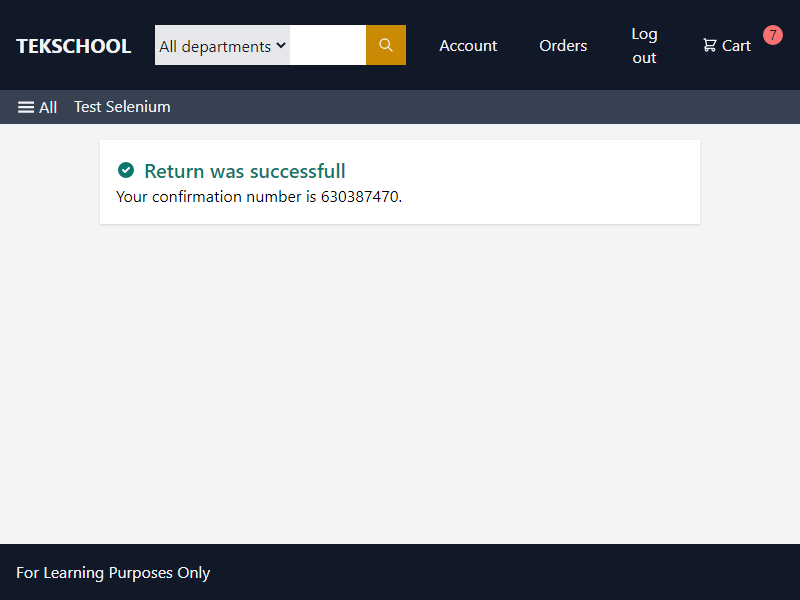 TEKSCHOOL
All departments
Account
Orders
Log
out
Cart
7
All
Test Selenium
Return was successfull
Your confirmation number is 630387470.
For Learning Purposes Only